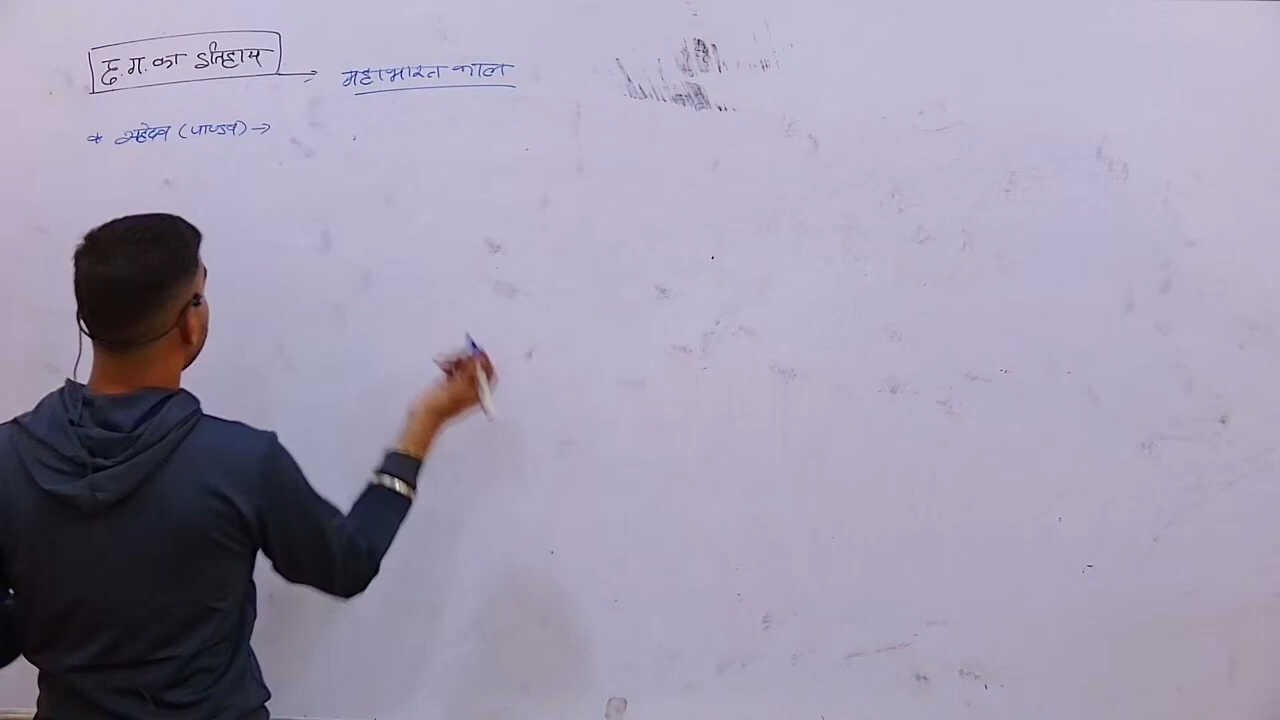 छ.ग.का इतिहास → महाभारत काल
* सहदेव (पाण्डव) →